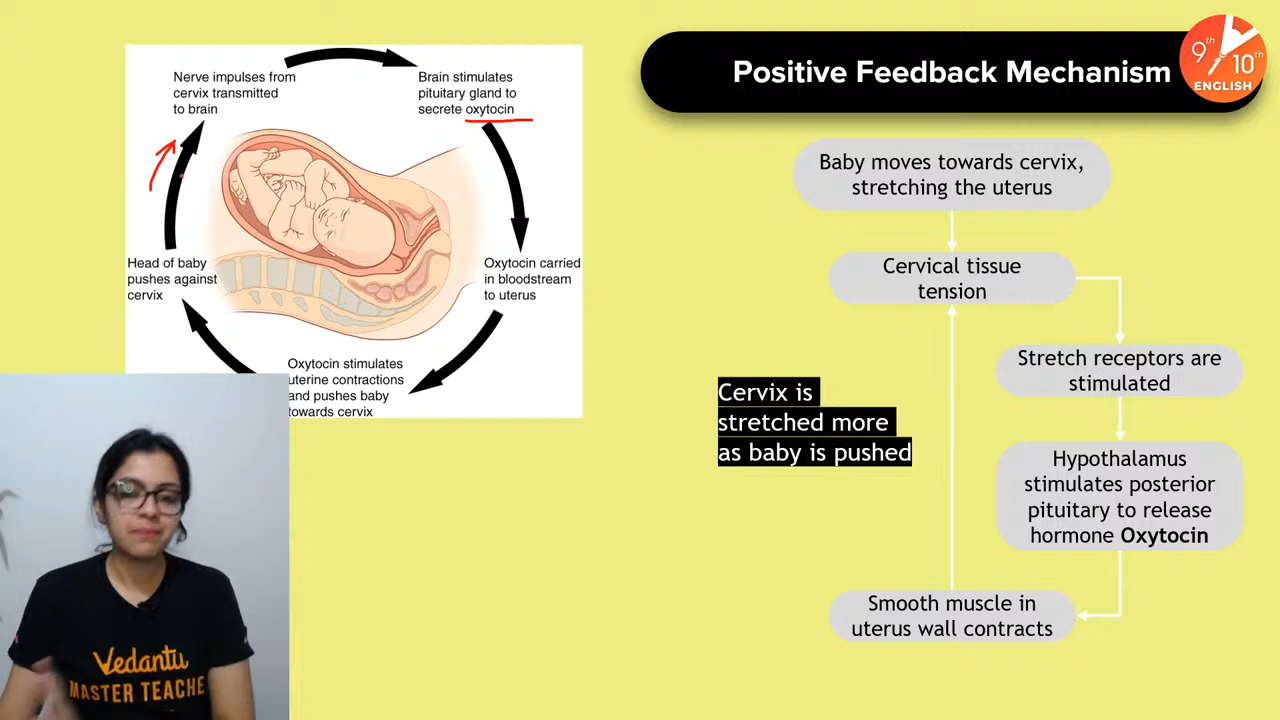 Positive Feedback Mechanism
9th
10th
ENGLISH
Nerve impulses from
cervix transmitted
to brain
Brain stimulates
pituitary gland to
secrete oxytocin
Oxytocin carried
in bloodstream
to uterus
Oxytocin stimulates
uterine contractions
and pushes baby
towards cervix
Head of baby
pushes against
cervix
Baby moves towards cervix,
stretching the uterus
Cervical tissue
tension
Stretch receptors are
stimulated
Hypothalamus
stimulates posterior
pituitary to release
hormone Oxytocin
Smooth muscle in
uterus wall contracts
Cervix is
stretched more
as baby is pushed
Vedantu
MASTER TEACHE